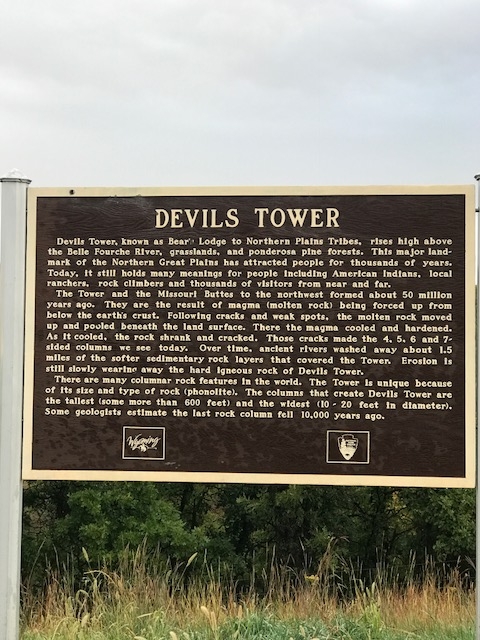 DEVILS TOWER
Devils Tower, known as Bear's Lodge to Northern Plains Tribes, rises high above
the Belle Fourche River, grasslands, and ponderosa pine forests. This major land-
mark of the Northern Great Plains has attracted people for thousands of years.
Today, it still holds many meanings for people including American Indians, local
ranchers, rock climbers and thousands of visitors from near and far.
The Tower and the Missouri Buttes to the northwest formed about 50 million
years ago. They are the result of magma (molten rock) being forced up from
below the earth's crust. Following cracks and weak spots, the molten rock moved
up and pooled beneath the land surface. There the magma cooled and hardened.
As it cooled, the rock shrank and cracked. Those cracks made the 4, 5, 6 and 7-
sided columns we see today. Over time, ancient rivers washed away about 1.5
miles of the softer sedimentary rock layers that covered the Tower. Erosion is
still slowly wearing away the hard igneous rock of Devils Tower.
There are many columnar rock features in the world. The Tower is unique because
of its size and type of rock (phonolite). The columns that create Devils Tower are
the tallest (some more than 600 feet) and the widest (10 - 20 feet in diameter).
Some geologists estimate the last rock column fell 10,000 years ago.
Wyoming